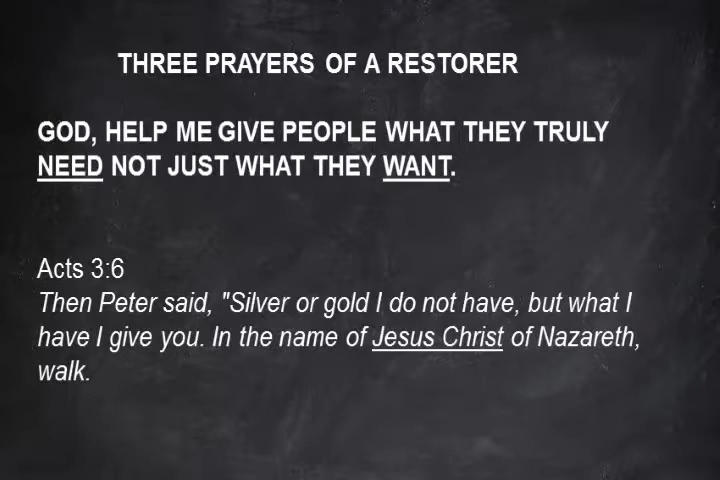 THREE PRAYERS OF A RESTORER
GOD, HELP ME GIVE PEOPLE WHAT THEY TRULY
NEED NOT JUST WHAT THEY WANT.
Acts 3:6
Then Peter said, "Silver or gold I do not have, but what I
have I give you. In the name of Jesus Christ of Nazareth,
walk.